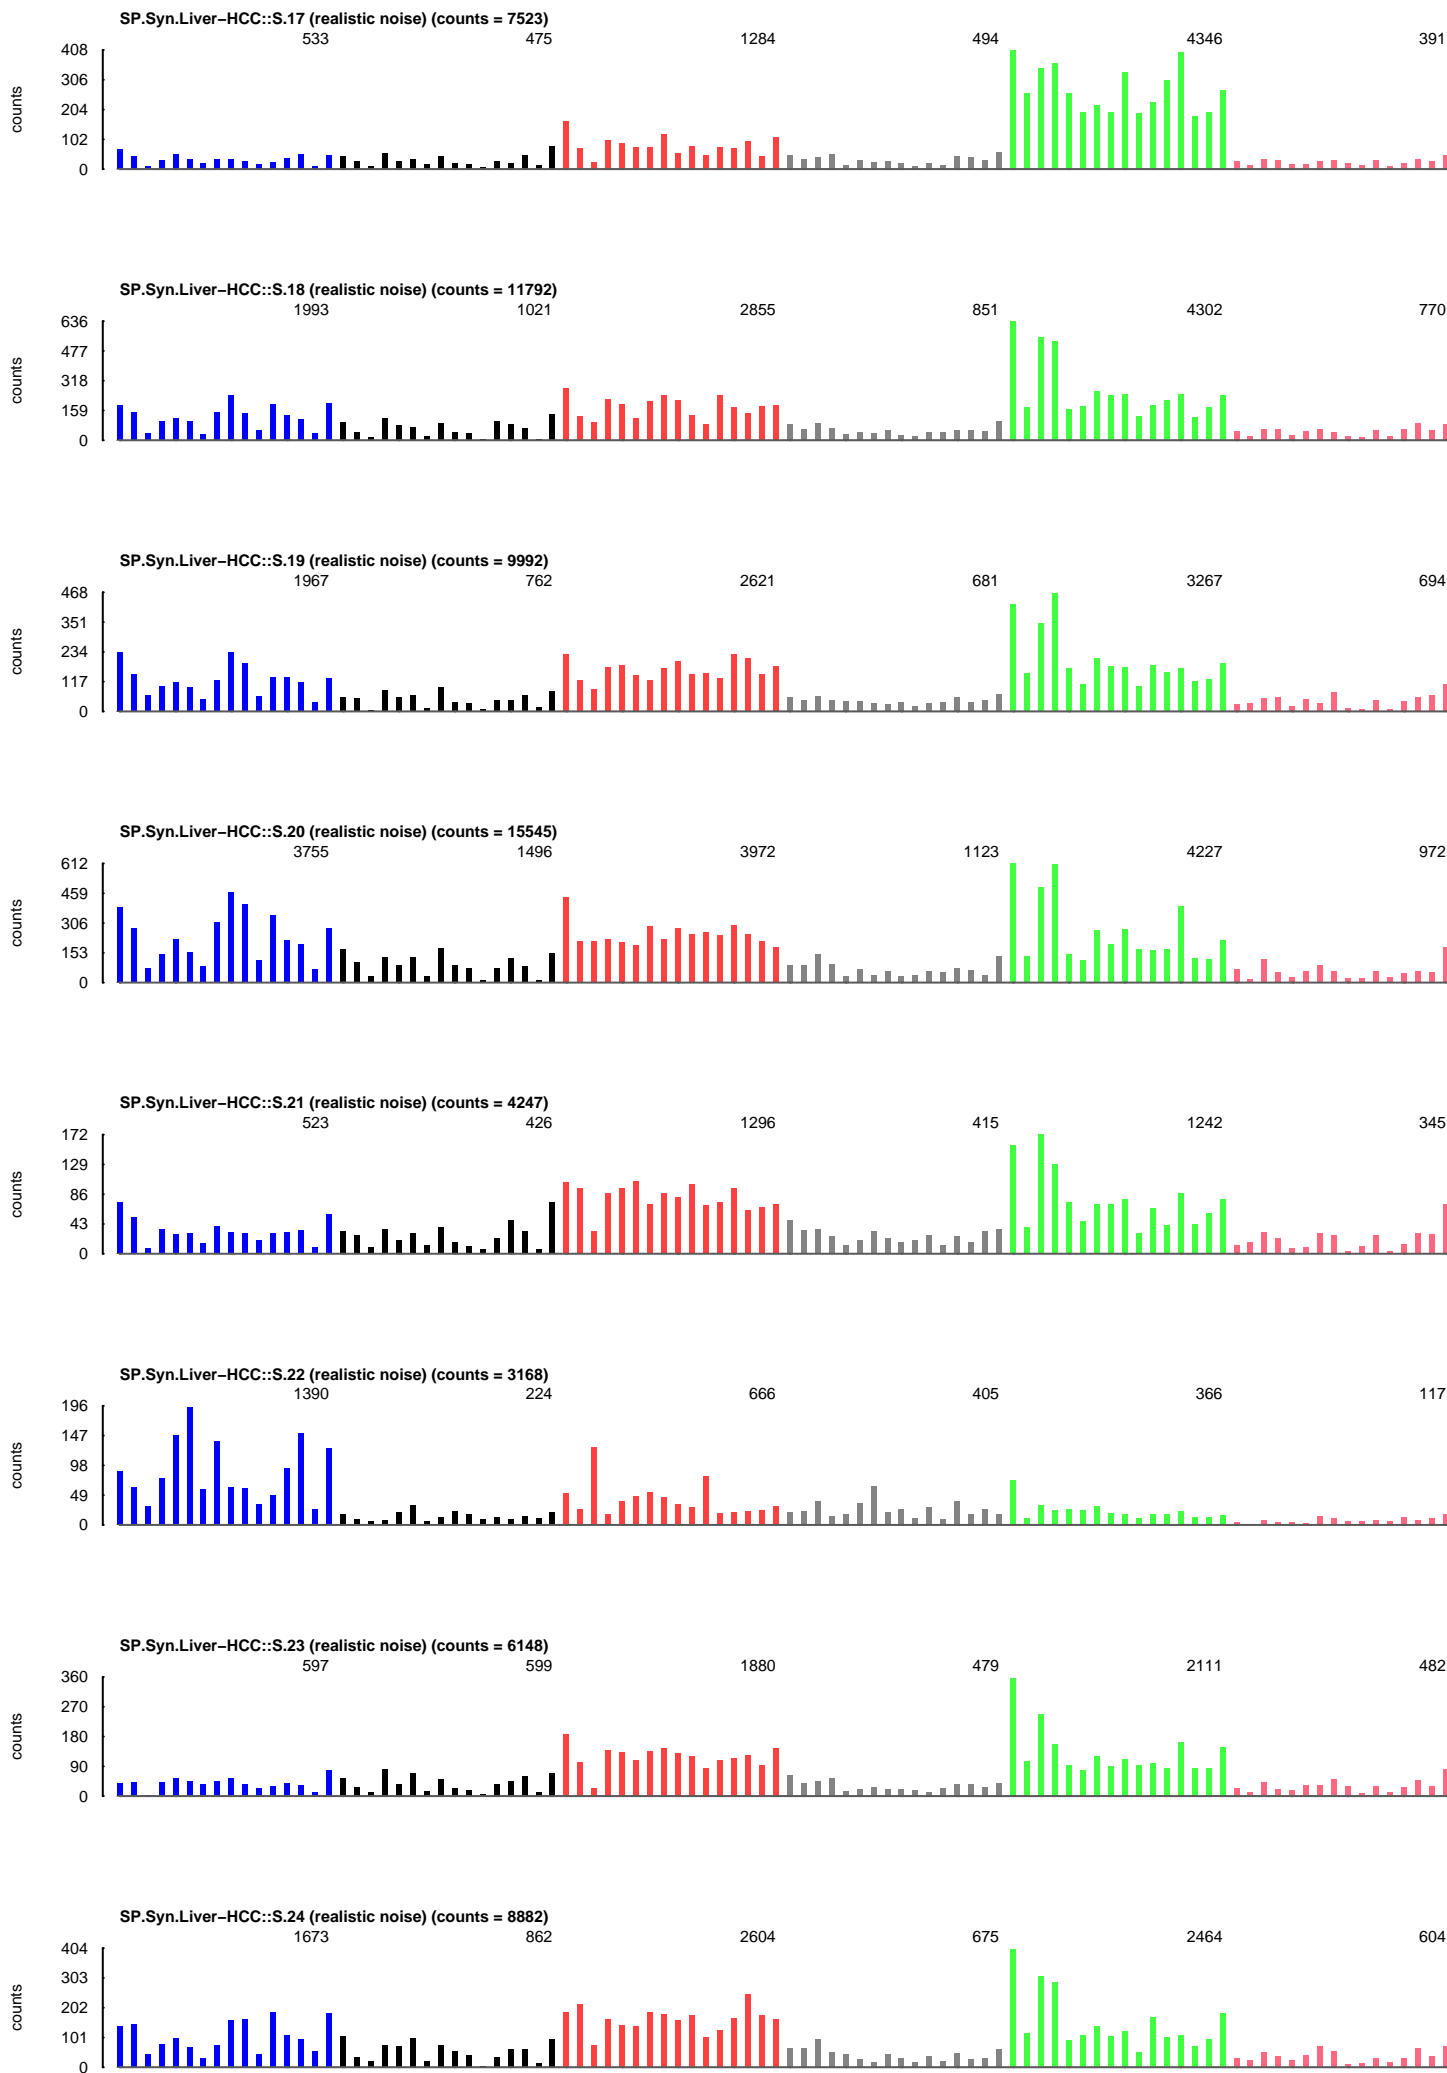 SP.Syn.Liver−HCC::S.17 (realistic noise) (counts = 7523)
533 475 1284 494 4346 391
408
306
204
102
0
counts
SP.Syn.Liver−HCC::S.18 (realistic noise) (counts = 11792)
1993 1021 2855 851 4302 770
636
477
318
159
0
counts
SP.Syn.Liver−HCC::S.19 (realistic noise) (counts = 9992)
1967 762 2621 681 3267 694
468
351
234
117
0
counts
SP.Syn.Liver−HCC::S.20 (realistic noise) (counts = 15545)
3755 1496 3972 1123 4227 972
612
459
306
153
0
counts
SP.Syn.Liver−HCC::S.21 (realistic noise) (counts = 4247)
523 426 1296 415 1242 345
172
129
86
43
0
counts
SP.Syn.Liver−HCC::S.22 (realistic noise) (counts = 3168)
1390 224 666 405 366 117
196
147
98
49
0
counts
SP.Syn.Liver−HCC::S.23 (realistic noise) (counts = 6148)
597 599 1880 479 2111 482
360
270
180
90
0
counts
SP.Syn.Liver−HCC::S.24 (realistic noise) (counts = 8882)
1673 862 2604 675 2464 604
404
303
202
101
0
counts